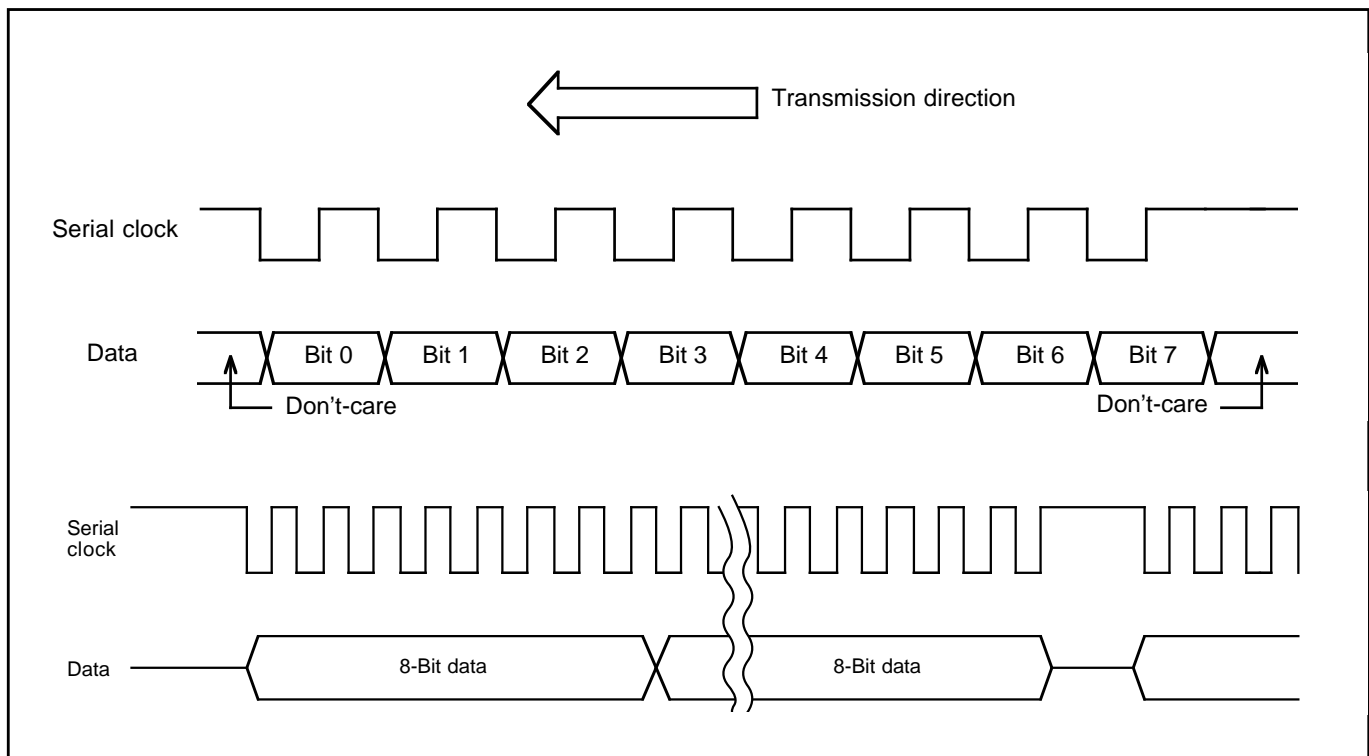 Transmission direction
Serial clock
Data
Bit 0 Bit 1 Bit 2 Bit 3 Bit 4 Bit 5 Bit 6 Bit 7
Don't-care Don't-care
Serial
clock
Data
8-Bit data 8-Bit data